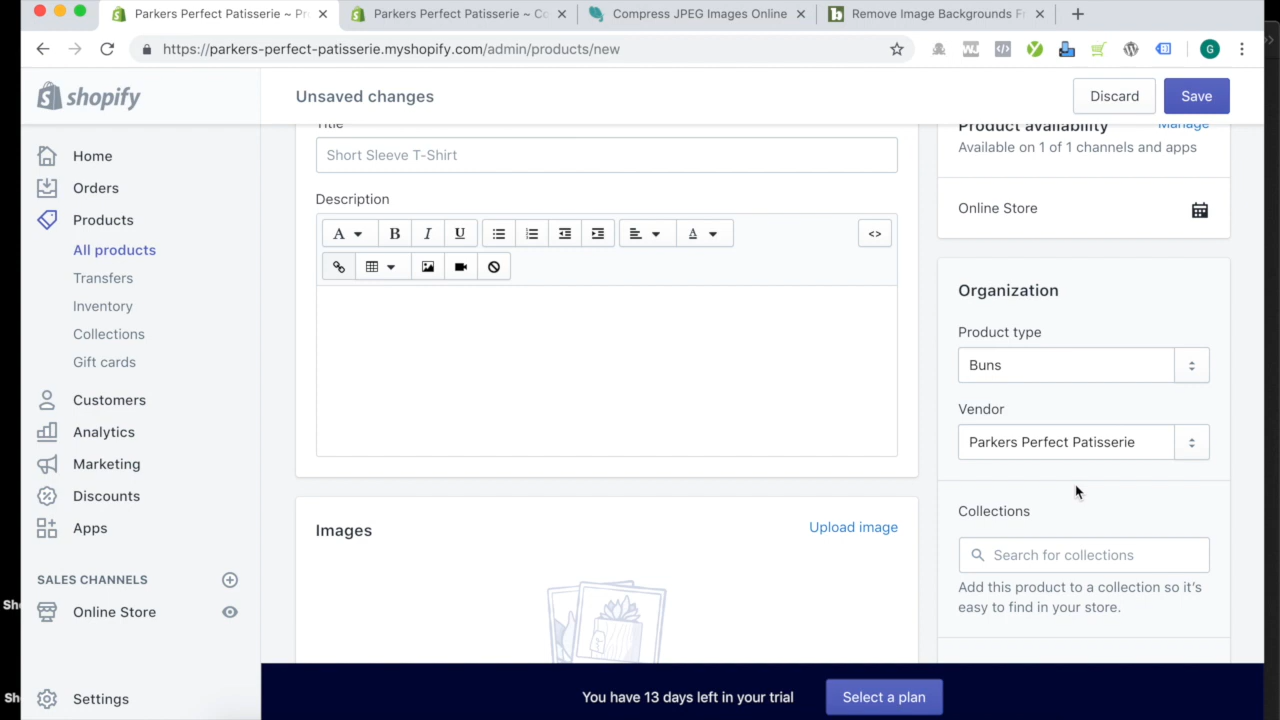 Parkers Perfect Patisserie ~ Pr
Parkers Perfect Patisserie ~ Co
Compress JPEG Images Online
Remove Image Backgrounds Fr
https://parkers-perfect-patisserie.myshopify.com/admin/products/new
G
shopify
Unsaved changes
Discard
Save
Home
Orders
Products
All products
Transfers
Inventory
Collections
Gift cards
Customers
Analytics
Marketing
Discounts
Apps
SALES CHANNELS
Online Store
Settings
Sho
Sho
Title
Short Sleeve T-Shirt
Description
A
B
I
U
A
<>
Images
Upload image
Product availability
Manage
Available on 1 of 1 channels and apps
Online Store
Organization
Product type
Buns
Vendor
Parkers Perfect Patisserie
Collections
Search for collections
Add this product to a collection so it's
easy to find in your store.
You have 13 days left in your trial
Select a plan